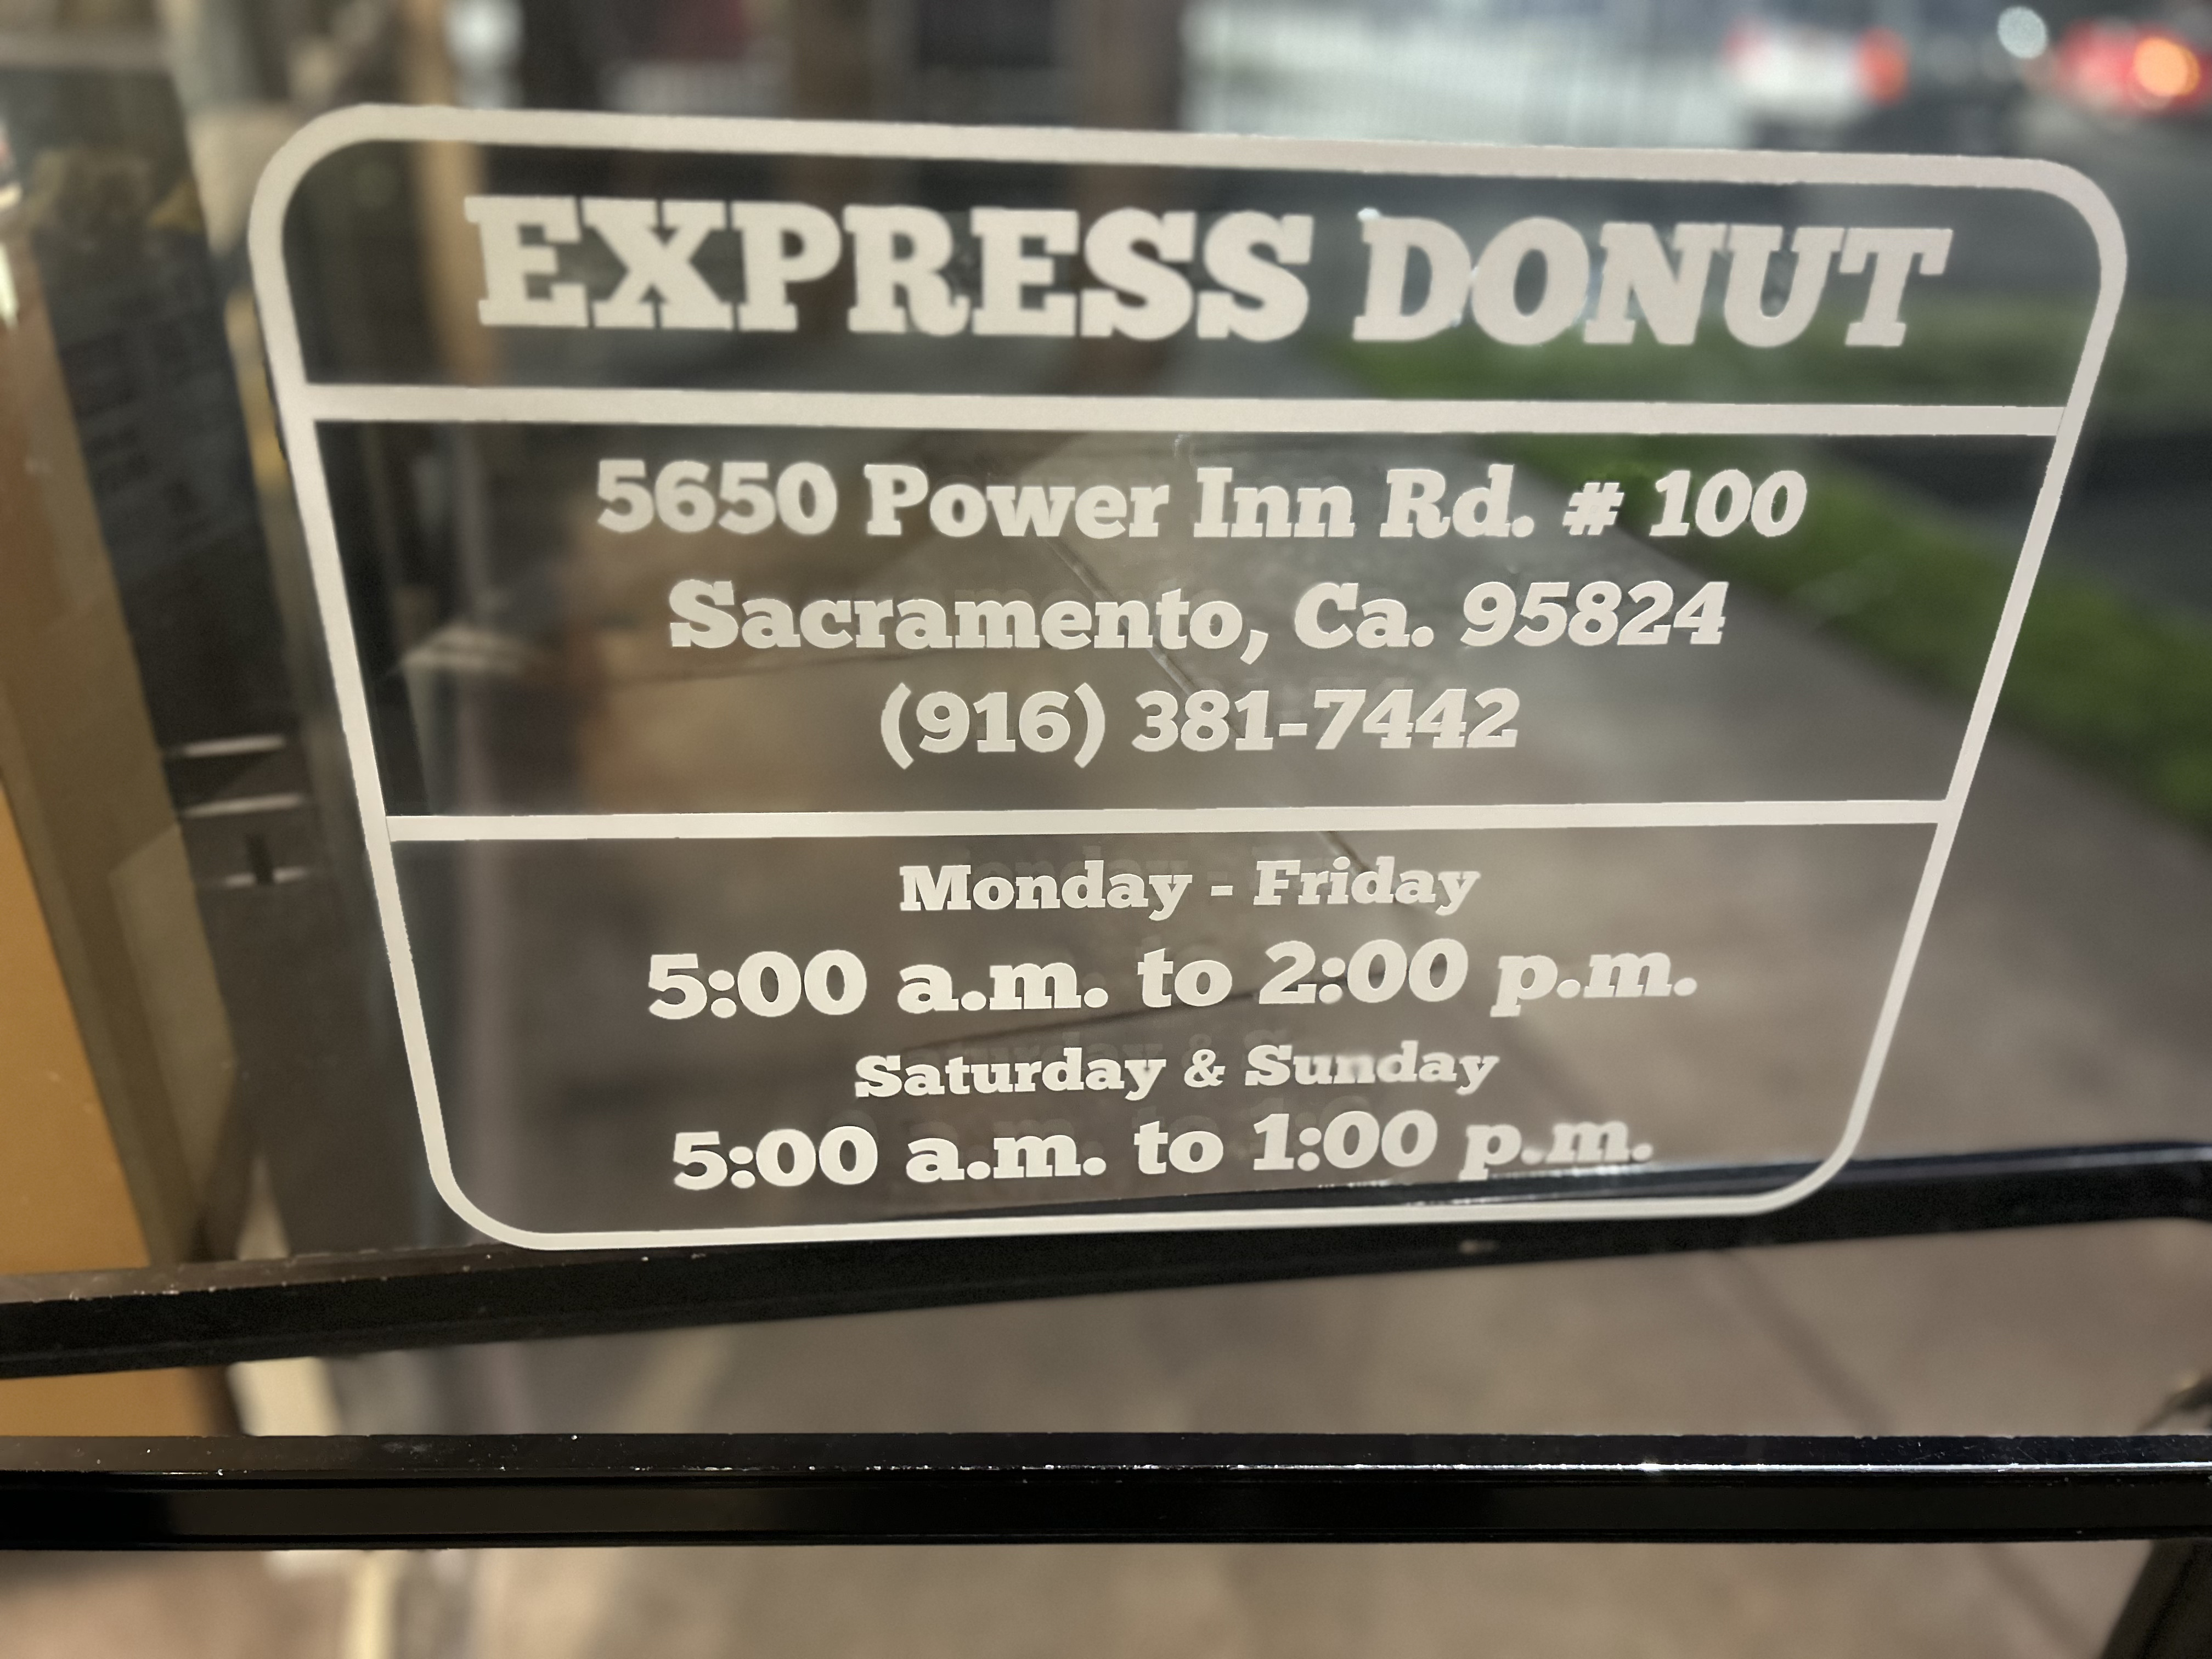 EXPRESS DONUT
5650 Power Inn Rd. # 100
Sacramento, Ca. 95824
(916) 381-7442
Monday - Friday
5:00 a.m. to 2:00 p.m.
Saturday & Sunday
5:00 a.m. to 1:00 p.m.